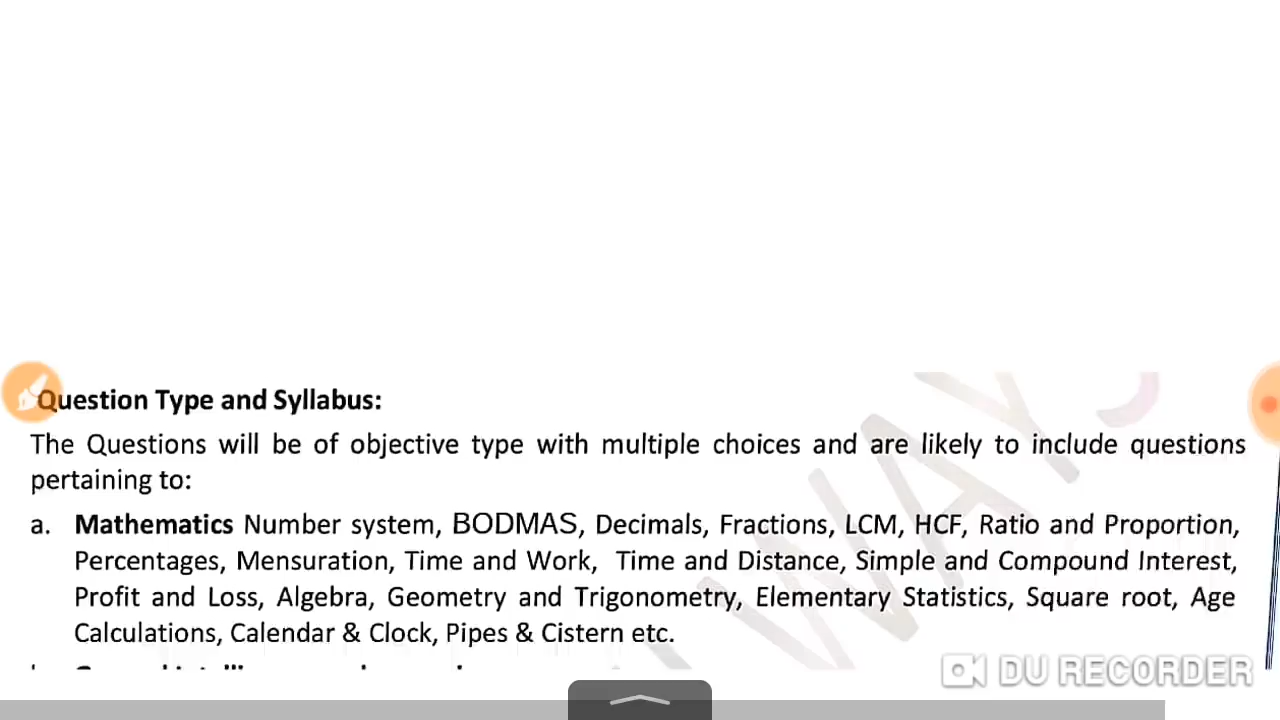 Question Type and Syllabus:
The Questions will be of objective type with multiple choices and are likely to include questions
pertaining to:
a. Mathematics Number system, BODMAS, Decimals, Fractions, LCM, HCF, Ratio and Proportion,
Percentages, Mensuration, Time and Work, Time and Distance, Simple and Compound Interest,
Profit and Loss, Algebra, Geometry and Trigonometry, Elementary Statistics, Square root, Age
Calculations, Calendar & Clock, Pipes & Cistern etc.
DU RECORDER